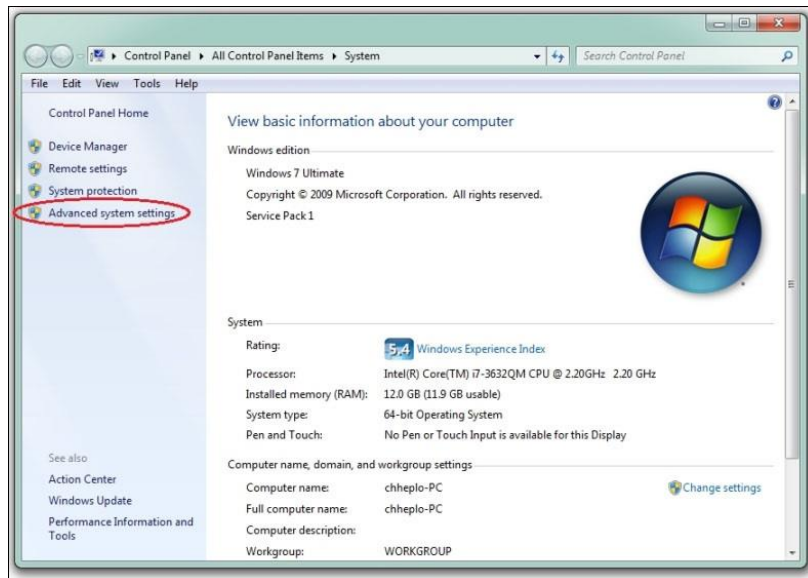 Control Panel ▸ All Control Panel Items ▸ System
Search Control Panel
File Edit View Tools Help
Control Panel Home
Device Manager
Remote settings
System protection
Advanced system settings
See also
Action Center
Windows Update
Performance Information and
Tools
View basic information about your computer
Windows edition
Windows 7 Ultimate
Copyright © 2009 Microsoft Corporation. All rights reserved.
Service Pack 1
System
Rating: 5,4 Windows Experience Index
Processor: Intel(R) Core(TM) i7-3632QM CPU @ 2.20GHz 2.20 GHz
Installed memory (RAM): 12.0 GB (11.9 GB usable)
System type: 64-bit Operating System
Pen and Touch: No Pen or Touch Input is available for this Display
Computer name, domain, and workgroup settings
Computer name: chheplo-PC Change settings
Full computer name: chheplo-PC
Computer description:
Workgroup: WORKGROUP